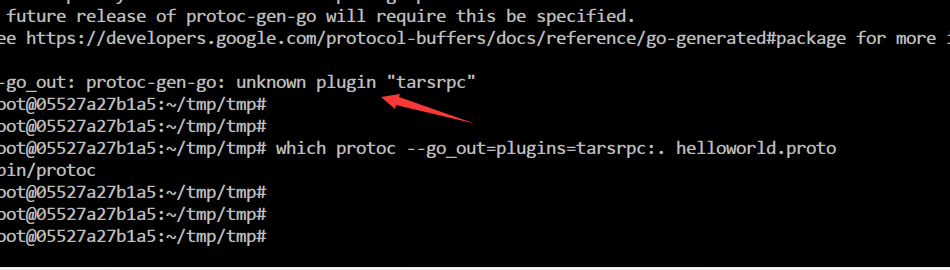 future release of protoc-gen-go will require this be specified.
ee https://developers.google.com/protocol-buffers/docs/reference/go-generated#package for more
-go_out: protoc-gen-go: unknown plugin "tarsrpc"
oot@05527a27b1a5:~/tmp/tmp#
oot@05527a27b1a5:~/tmp/tmp#
oot@05527a27b1a5:~/tmp/tmp# which protoc --go_out=plugins=tarsrpc:. helloworld.proto
bin/protoc
oot@05527a27b1a5:~/tmp/tmp#
oot@05527a27b1a5:~/tmp/tmp#
oot@05527a27b1a5:~/tmp/tmp#